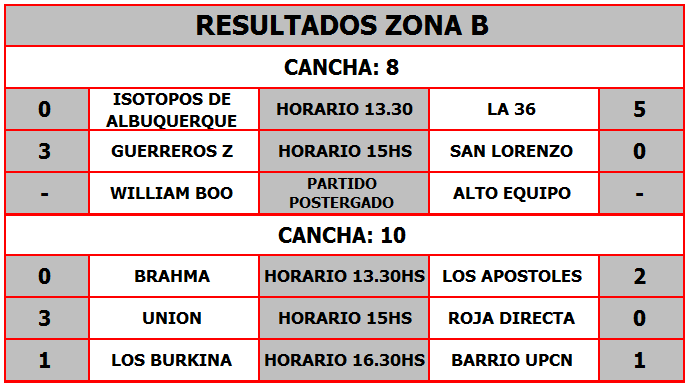 RESULTADOS ZONA B
CANCHA: 8
0 ISOTOPOS DE ALBUQUERQUE HORARIO 13.30 LA 36 5
3 GUERREROS Z HORARIO 15HS SAN LORENZO 0
- WILLIAM BOO PARTIDO POSTERGADO ALTO EQUIPO -
CANCHA: 10
0 BRAHMA HORARIO 13.30HS LOS APOSTOLES 2
3 UNION HORARIO 15HS ROJA DIRECTA 0
1 LOS BURKINA HORARIO 16.30HS BARRIO UPCN 1